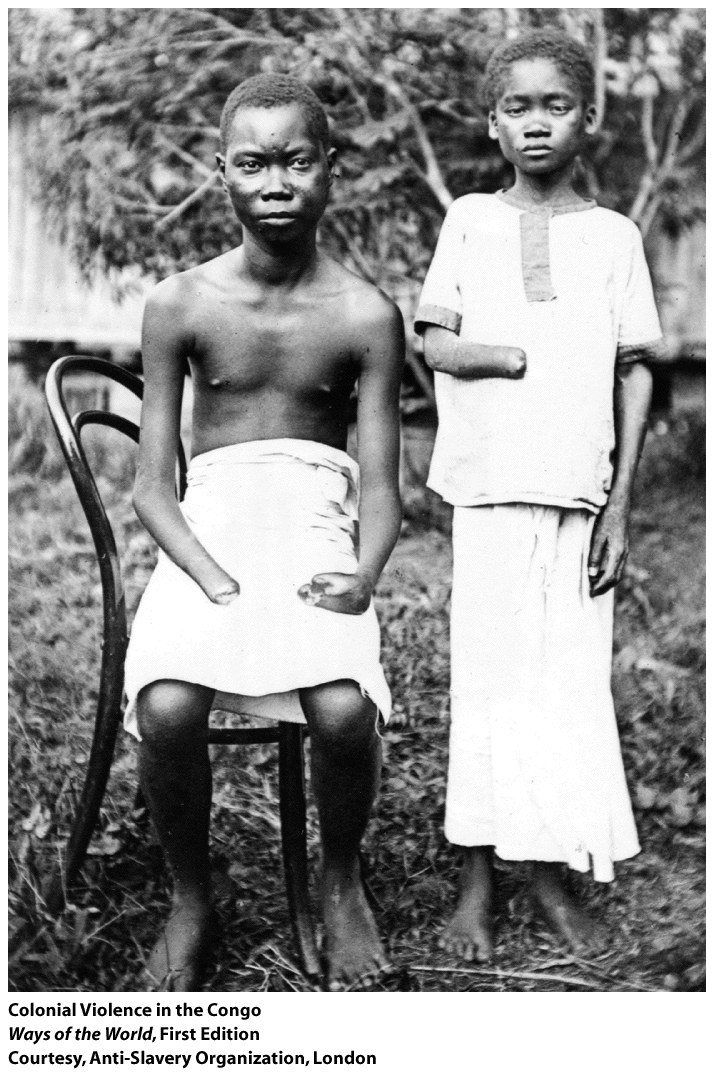 Colonial Violence in the Congo
Ways of the World, First Edition
Courtesy, Anti-Slavery Organization, London